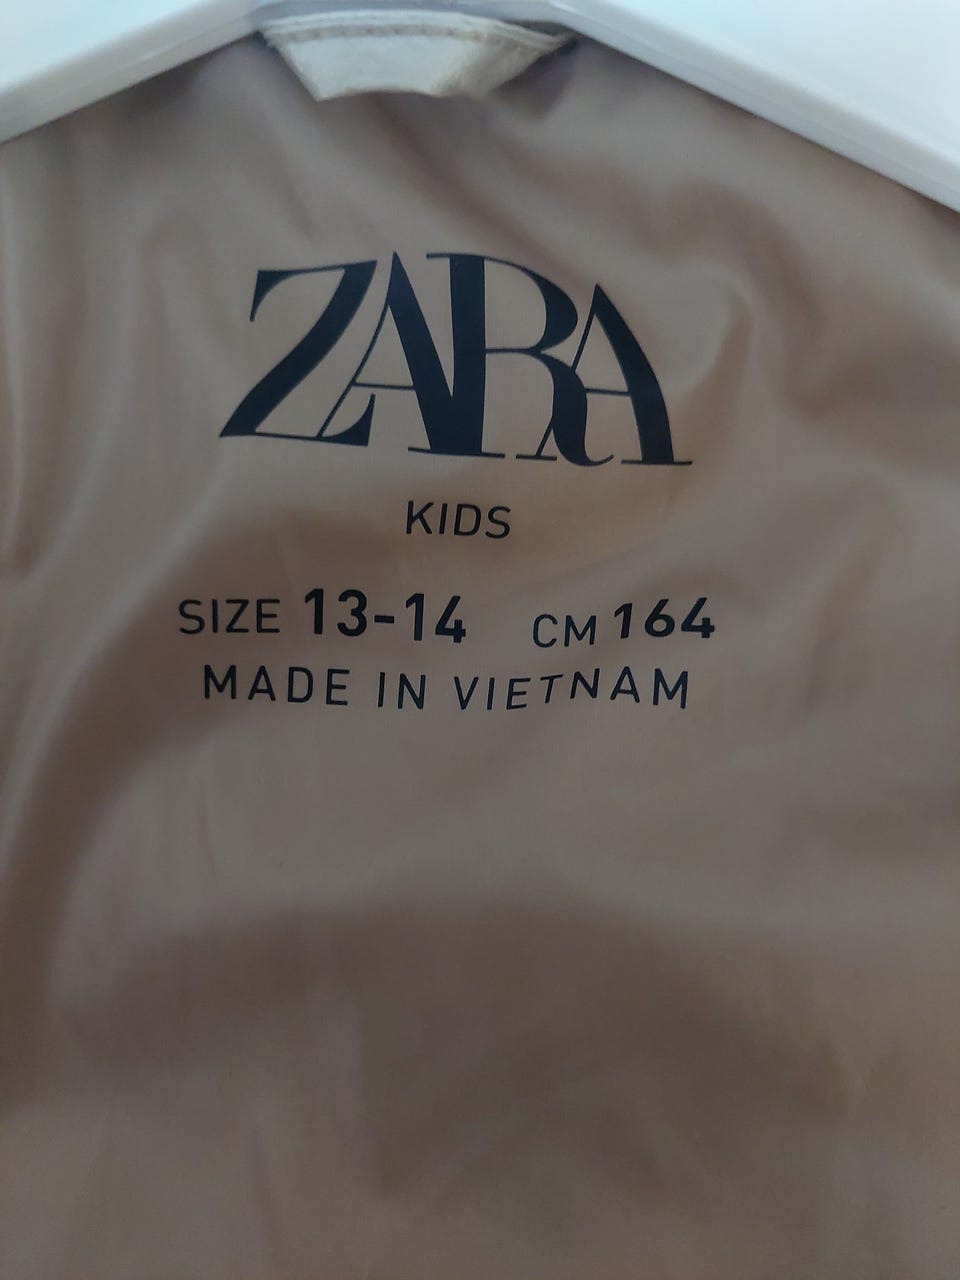 ZARA
KIDS
SIZE 13-14 CM 164
MADE IN VIETNAM